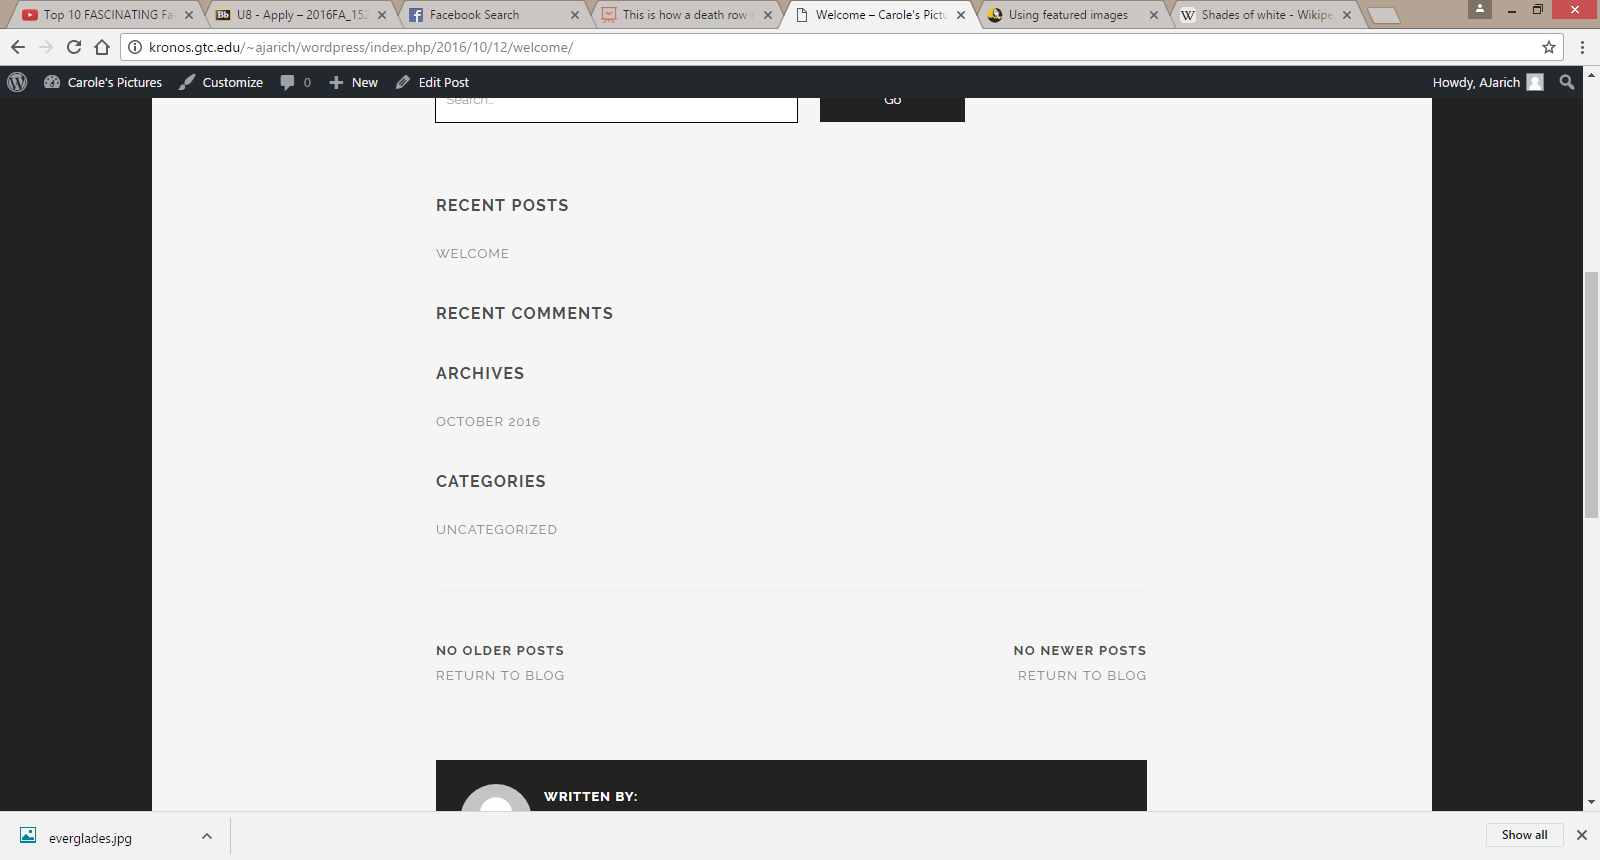 Top 10 FASCINATING Fa
U8 - Apply – 2016FA_152
Facebook Search
This is how a death row r
Welcome – Carole's Pictu
Using featured images
Shades of white - Wikipe
kronos.gtc.edu/~ajarich/wordpress/index.php/2016/10/12/welcome/
Carole's Pictures
Customize
0
New
Edit Post
Howdy, AJarich
Search...
Go
RECENT POSTS
WELCOME
RECENT COMMENTS
ARCHIVES
OCTOBER 2016
CATEGORIES
UNCATEGORIZED
NO OLDER POSTS
NO NEWER POSTS
RETURN TO BLOG
RETURN TO BLOG
WRITTEN BY:
everglades.jpg
Show all